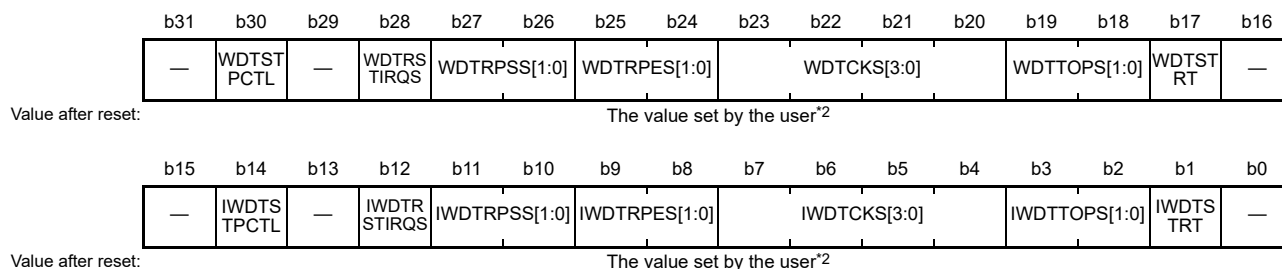 b31 b30 b29 b28 b27 b26 b25 b24 b23 b22 b21 b20 b19 b18 b17 b16
— WDTST PCTL — WDTRS TIRQS WDTRPSS[1:0] WDTRPES[1:0] WDTCKS[3:0] WDTTOPS[1:0] WDTST RT —
Value after reset: The value set by the user*2
b15 b14 b13 b12 b11 b10 b9 b8 b7 b6 b5 b4 b3 b2 b1 b0
— IWDTS TPCTL — IWDTR STIRQS IWDTRPSS[1:0] IWDTRPES[1:0] IWDTCKS[3:0] IWDTTOPS[1:0] IWDTS TRT —
Value after reset: The value set by the user*2